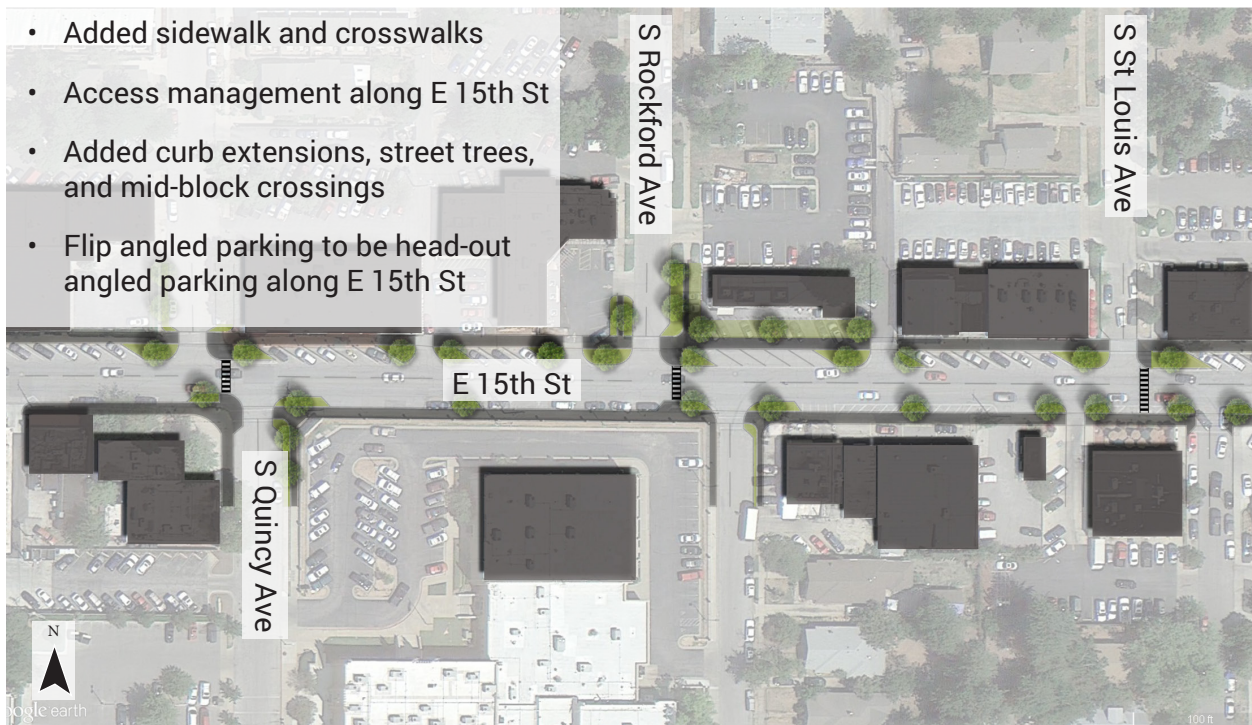 • Added sidewalk and crosswalks
• Access management along E 15th St
• Added curb extensions, street trees,
and mid-block crossings
• Flip angled parking to be head-out
angled parking along E 15th St
S Rockford Ave
S St Louis Ave
E 15th St
S Quincy Ave
N
oogle earth
100 ft